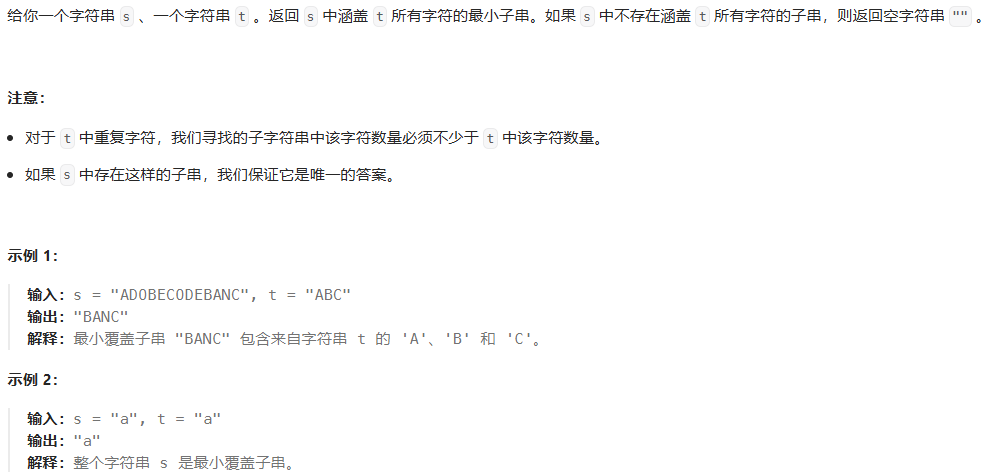 给你一个字符串 s 、一个字符串 t 。返回 s 中涵盖 t 所有字符的最小子串。如果 s 中不存在涵盖 t 所有字符的子串，则返回空字符串 "" 。
注意：
• 对于 t 中重复字符，我们寻找的子字符串中该字符数量必须不少于 t 中该字符数量。
• 如果 s 中存在这样的子串，我们保证它是唯一的答案。
示例 1：
输入：s = "ADOBECODEBANC", t = "ABC"
输出："BANC"
解释：最小覆盖子串 "BANC" 包含来自字符串 t 的 'A'、'B' 和 'C'。
示例 2：
输入：s = "a", t = "a"
输出："a"
解释：整个字符串 s 是最小覆盖子串。